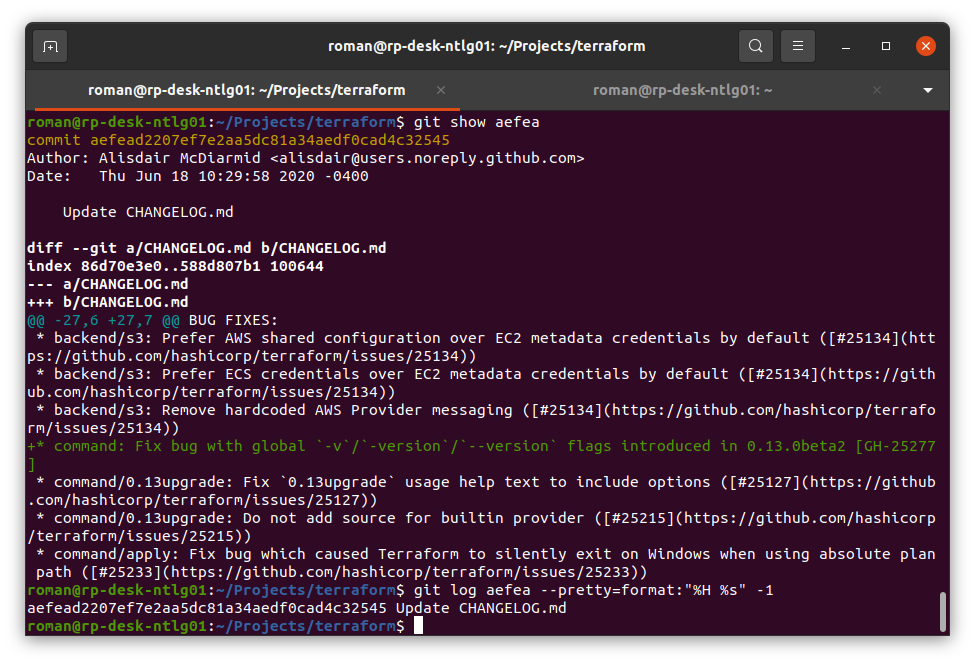 roman@rp-desk-ntlg01: ~/Projects/terraform
roman@rp-desk-ntlg01: ~/Projects/terraform
roman@rp-desk-ntlg01: ~
roman@rp-desk-ntlg01:~/Projects/terraform$ git show aefea
commit aefead2207ef7e2aa5dc81a34aedf0cad4c32545
Author: Alisdair McDiarmid <alisdair@users.noreply.github.com>
Date:   Thu Jun 18 10:29:58 2020 -0400
    Update CHANGELOG.md
diff --git a/CHANGELOG.md b/CHANGELOG.md
index 86d70e3e0..588d807b1 100644
--- a/CHANGELOG.md
+++ b/CHANGELOG.md
@@ -27,6 +27,7 @@ BUG FIXES:
 * backend/s3: Prefer AWS shared configuration over EC2 metadata credentials by default ([#25134](htt
ps://github.com/hashicorp/terraform/issues/25134))
 * backend/s3: Prefer ECS credentials over EC2 metadata credentials by default ([#25134](https://gith
ub.com/hashicorp/terraform/issues/25134))
 * backend/s3: Remove hardcoded AWS Provider messaging ([#25134](https://github.com/hashicorp/terrafo
rm/issues/25134))
+* command: Fix bug with global `-v`/`-version`/`--version` flags introduced in 0.13.0beta2 [GH-25277
]
 * command/0.13upgrade: Fix `0.13upgrade` usage help text to include options ([#25127](https://github
.com/hashicorp/terraform/issues/25127))
 * command/0.13upgrade: Do not add source for builtin provider ([#25215](https://github.com/hashicorp
/terraform/issues/25215))
 * command/apply: Fix bug which caused Terraform to silently exit on Windows when using absolute plan
 path ([#25233](https://github.com/hashicorp/terraform/issues/25233))
roman@rp-desk-ntlg01:~/Projects/terraform$ git log aefea --pretty=format:"%H %s" -1
aefead2207ef7e2aa5dc81a34aedf0cad4c32545 Update CHANGELOG.md
roman@rp-desk-ntlg01:~/Projects/terraform$